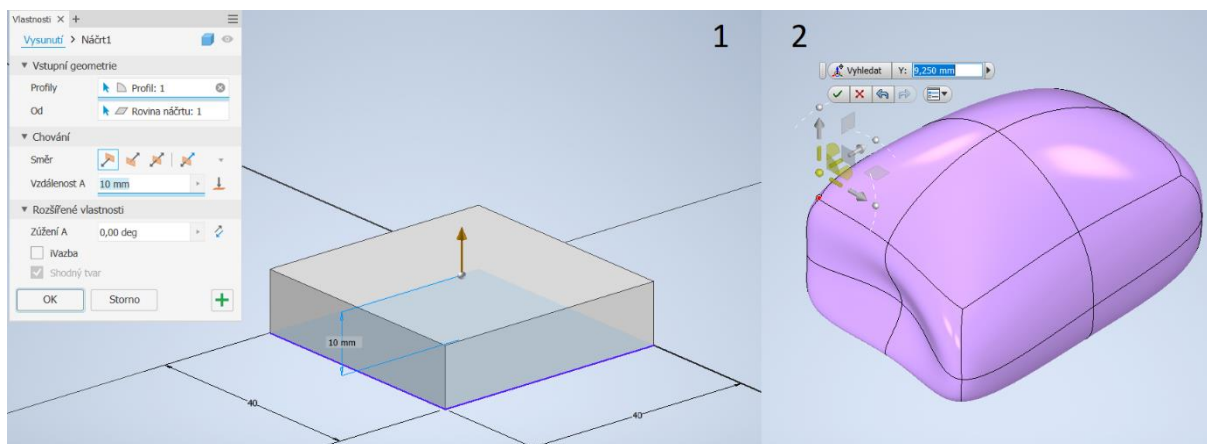 Vlastnosti × +
Vysunutí > Náčrt1
Vstupní geometrie
Profily Profil: 1
Od Rovina náčrtu: 1
Chování
Směr
Vzdálenost A 10 mm
Rozšířené vlastnosti
Zúžení A 0,00 deg
iVazba
Shodný tvar
OK Storno
1
10 mm
40
40
2
Vyhledat Y: 9,250 mm